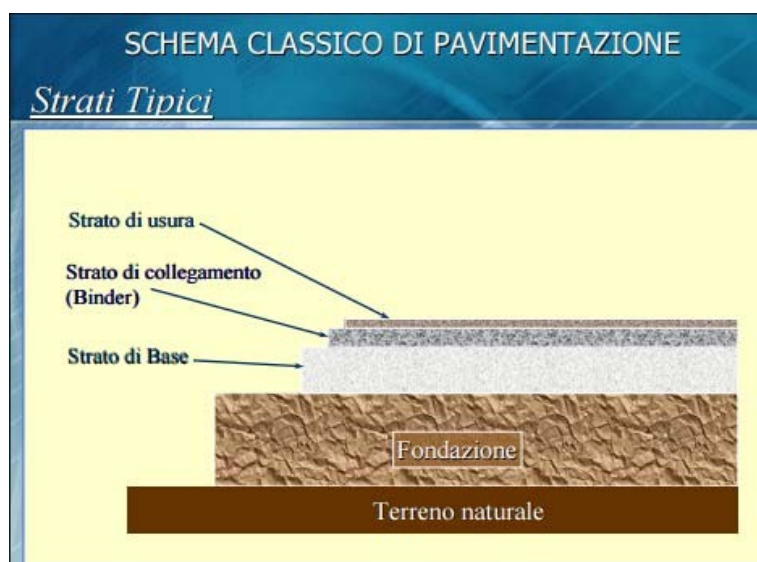 SCHEMA CLASSICO DI PAVIMENTAZIONE
Strati Tipici
Strato di usura
Strato di collegamento
(Binder)
Strato di Base
Fondazione
Terreno naturale